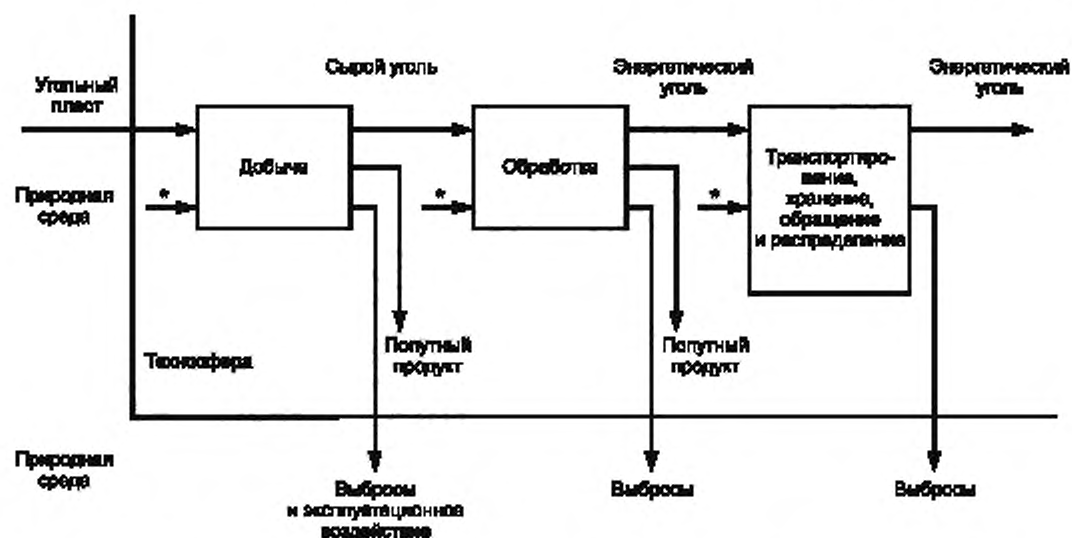 Угольный
пласт
Сырой уголь
Энергетический
уголь
Энергетический
уголь
Природная
среда
*
Добыча
*
Обработка
*
Транспортиро-
вание,
хранение,
обращение
и распределение
Техносфера
Попутный
продукт
Попутный
продукт
Природная
среда
Выбросы
и эксплуатационное
воздействие
Выбросы
Выбросы